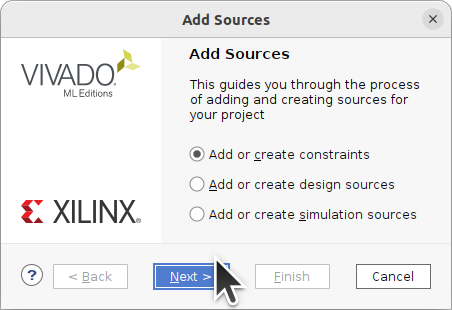 Add Sources
VIVADO
ML Editions
XILINX
Add Sources
This guides you through the process
of adding and creating sources for
your project
Add or create constraints
Add or create design sources
Add or create simulation sources
?
< Back
Next >
Finish
Cancel